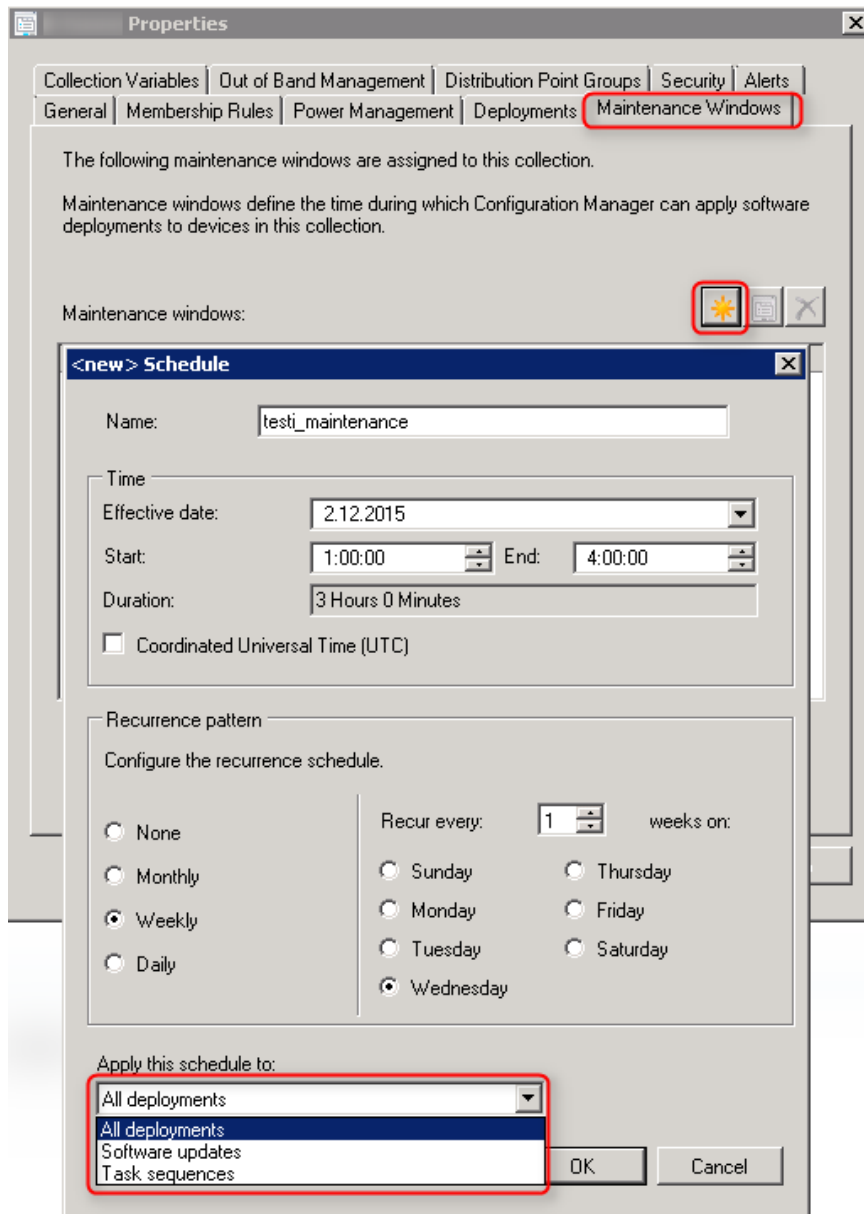 Properties
Collection Variables Out of Band Management Distribution Point Groups Security Alerts
General Membership Rules Power Management Deployments Maintenance Windows
The following maintenance windows are assigned to this collection.
Maintenance windows define the time during which Configuration Manager can apply software
deployments to devices in this collection.
Maintenance windows:
<new> Schedule
Name: testi_maintenance
Time
Effective date: 2.12.2015
Start: 1:00:00 End: 4:00:00
Duration: 3 Hours 0 Minutes
Coordinated Universal Time (UTC)
Recurrence pattern
Configure the recurrence schedule.
None
Monthly
Weekly
Daily
Recur every: 1 weeks on:
Sunday Thursday
Monday Friday
Tuesday Saturday
Wednesday
Apply this schedule to:
All deployments
All deployments
Software updates
Task sequences
OK Cancel